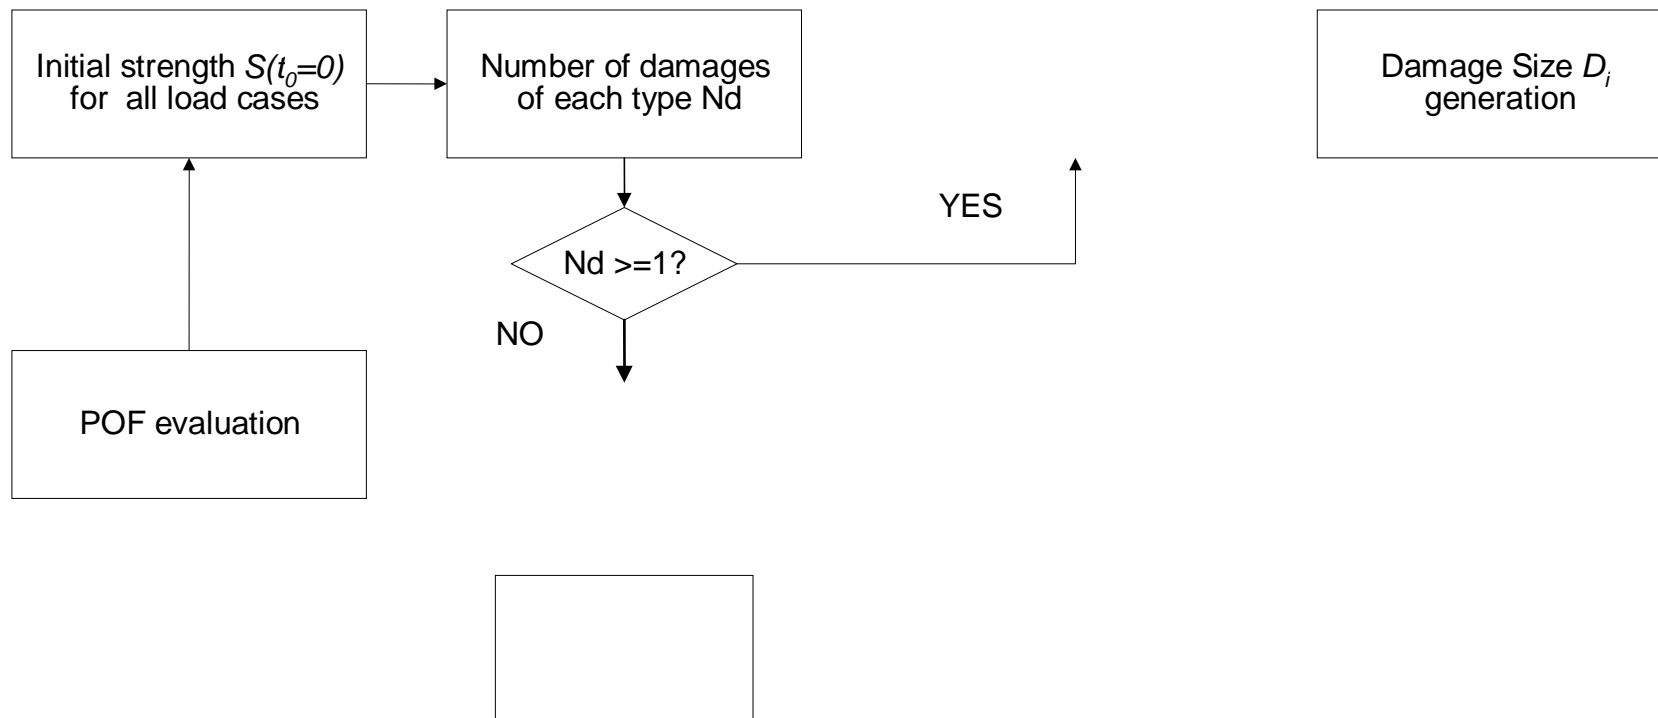 Initial strength S(t0=0)
for all load cases
Number of damages
of each type Nd
Damage Size Di
generation
YES
Nd >=1?
NO
POF evaluation